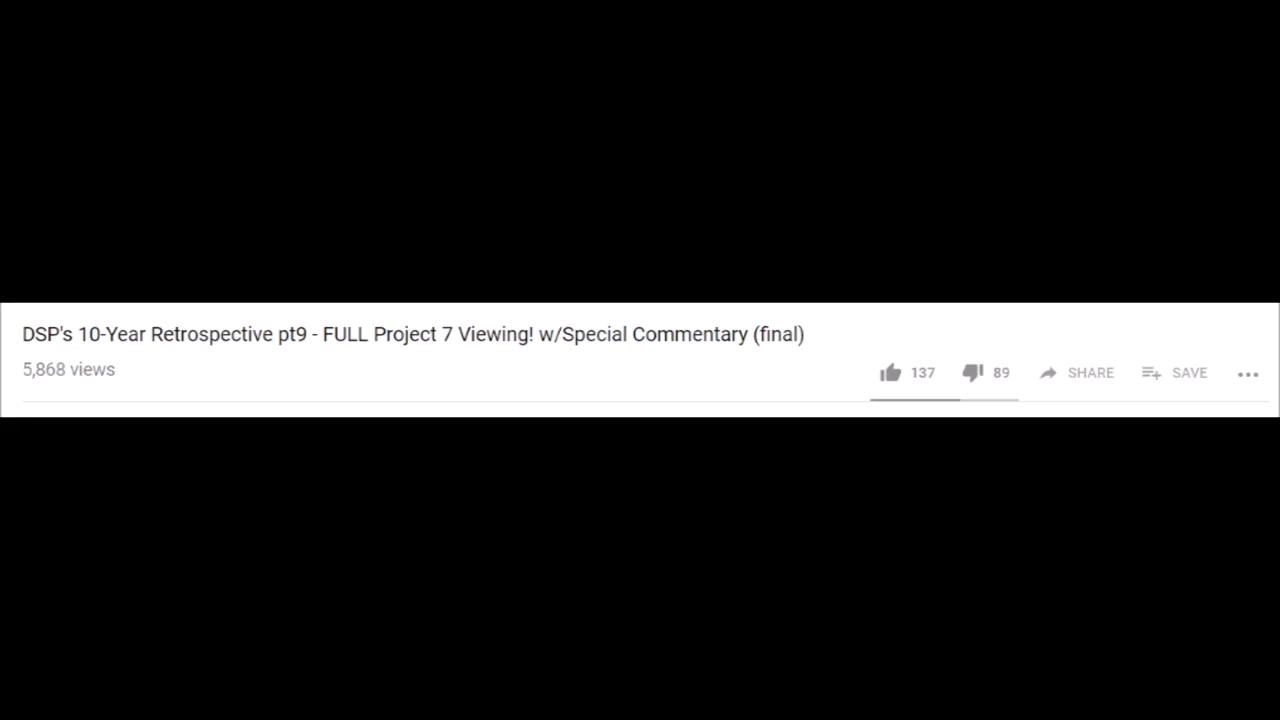 DSP's 10-Year Retrospective pt9 - FULL Project 7 Viewing! w/Special Commentary (final)
5,868 views
137 89 SHARE SAVE